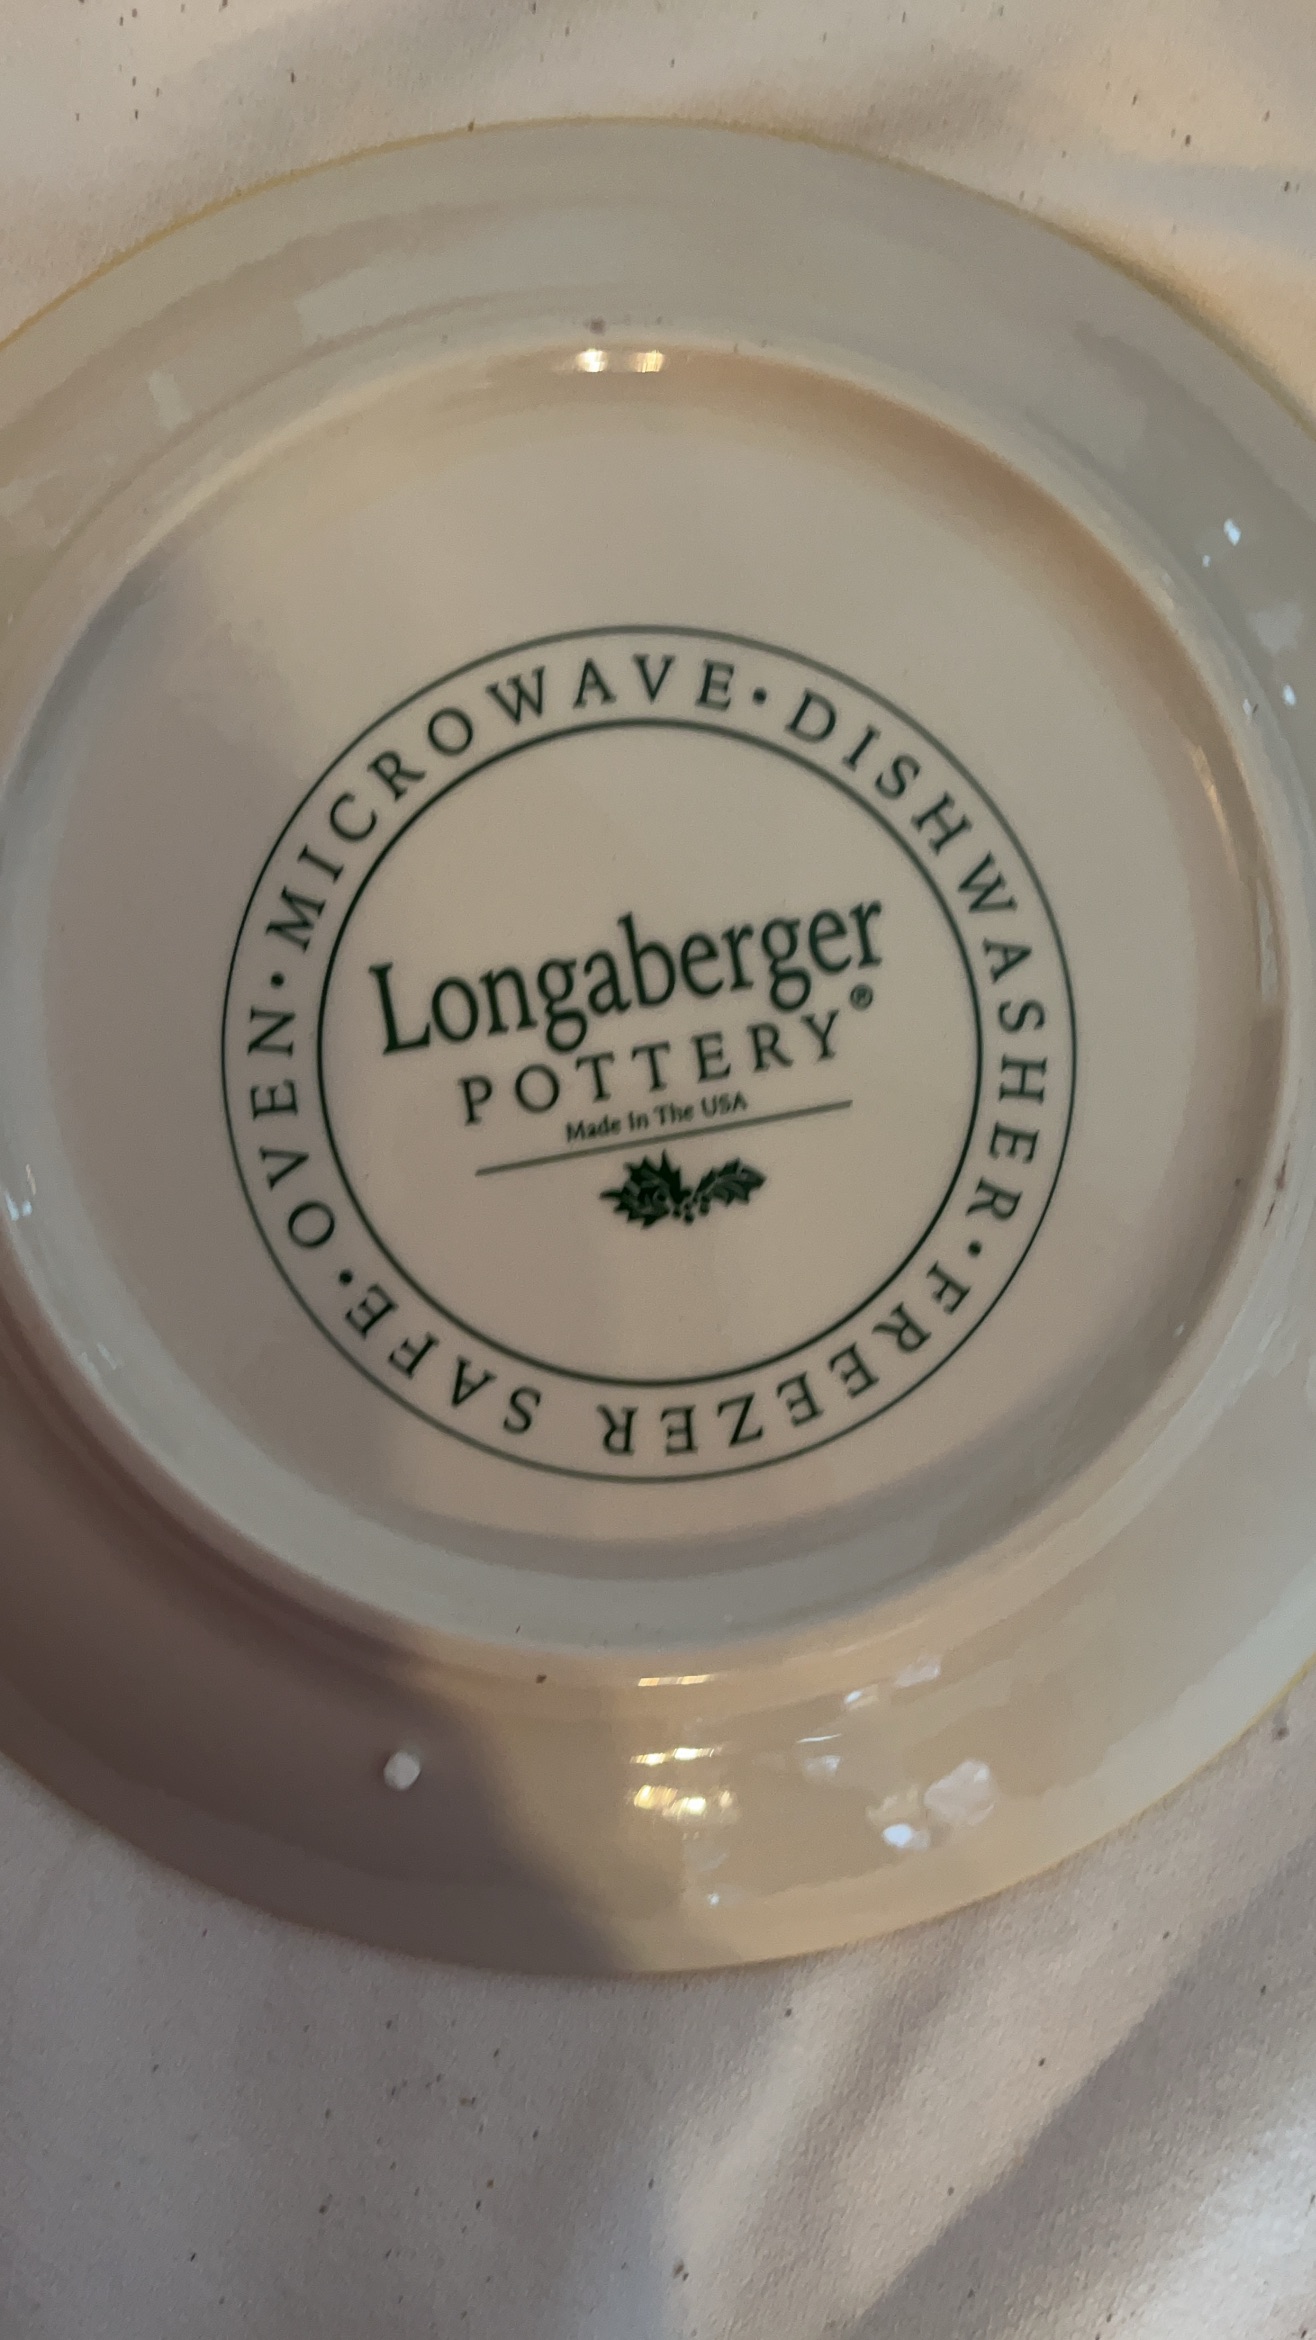 MICROWAVE · DISHWASHER · FREEZER SAFE · OVEN ·
Longaberger
POTTERY®
Made In The USA